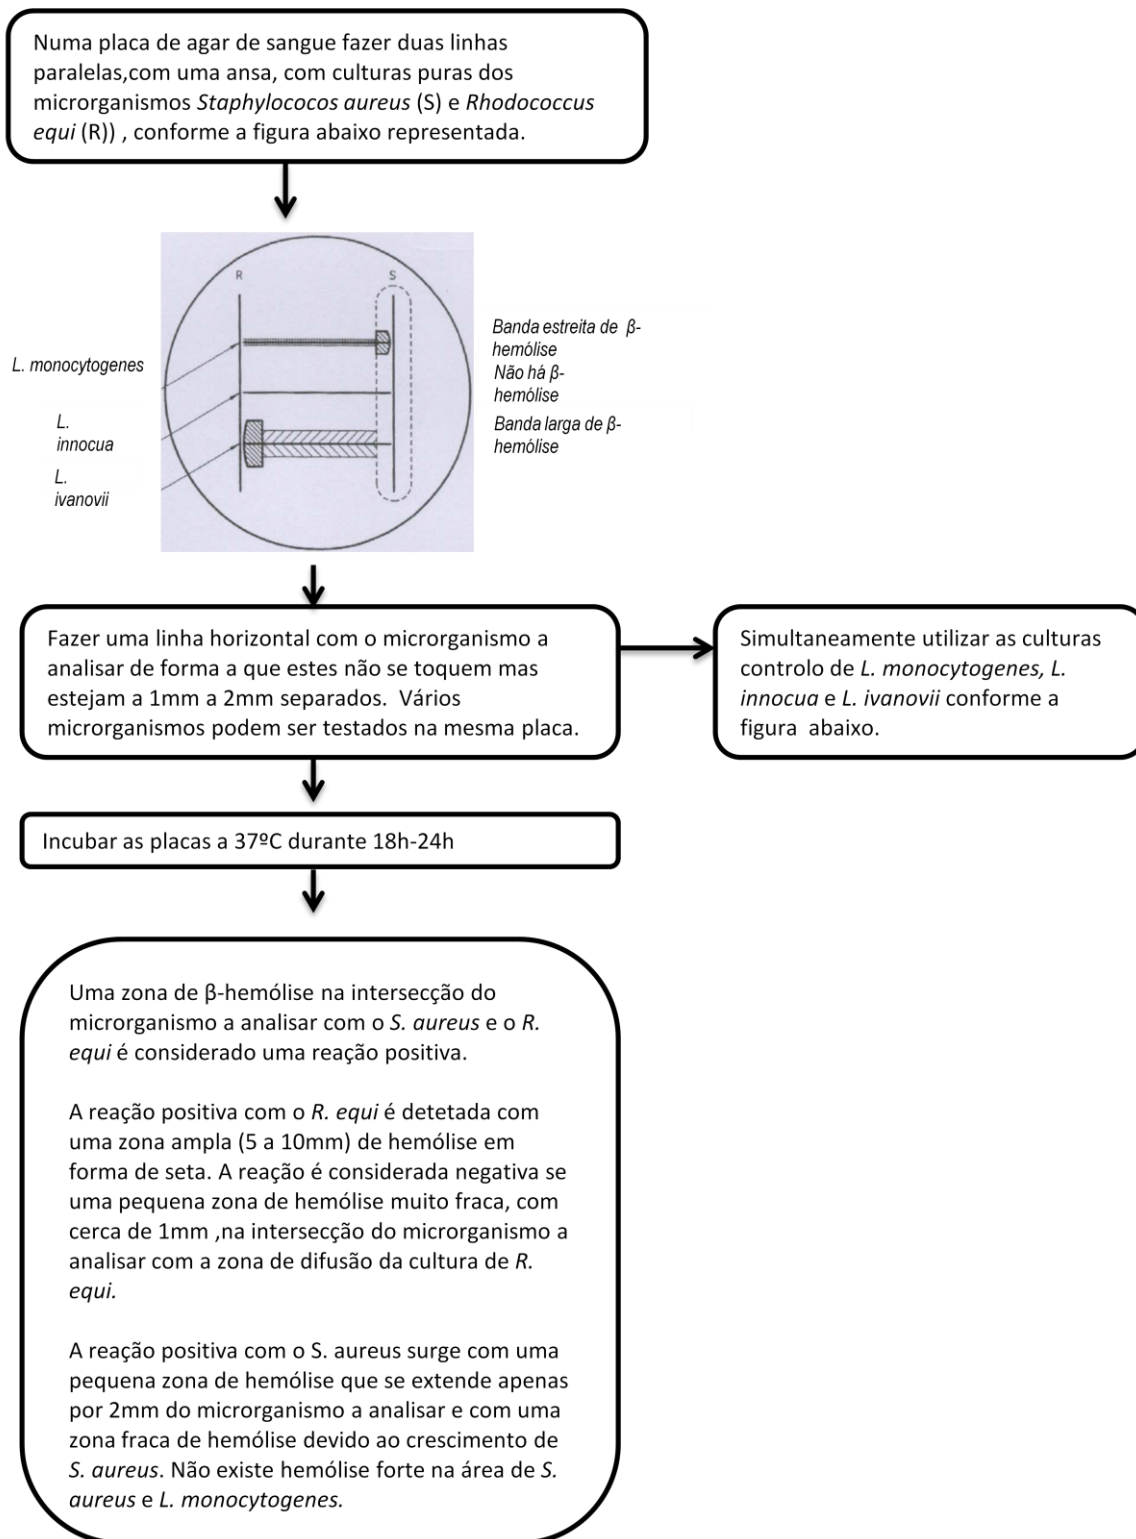 Numa placa de agar de sangue fazer duas linhas
paralelas,com uma ansa, com culturas puras dos
microrganismos Staphylococos aureus (S) e Rhodococcus
equi (R)) , conforme a figura abaixo representada.
R
S
L. monocytogenes
L.
innocua
L.
ivanovii
Banda estreita de β-
hemólise
Não há β-
hemólise
Banda larga de β-
hemólise
Fazer uma linha horizontal com o microrganismo a
analisar de forma a que estes não se toquem mas
estejam a 1mm a 2mm separados. Vários
microrganismos podem ser testados na mesma placa.
Simultaneamente utilizar as culturas
controlo de L. monocytogenes, L.
innocua e L. ivanovii conforme a
figura abaixo.
Incubar as placas a 37ºC durante 18h-24h
Uma zona de β-hemólise na intersecção do
microrganismo a analisar com o S. aureus e o R.
equi é considerado uma reação positiva.
A reação positiva com o R. equi é detetada com
uma zona ampla (5 a 10mm) de hemólise em
forma de seta. A reação é considerada negativa se
uma pequena zona de hemólise muito fraca, com
cerca de 1mm ,na intersecção do microrganismo a
analisar com a zona de difusão da cultura de R.
equi.
A reação positiva com o S. aureus surge com uma
pequena zona de hemólise que se extende apenas
por 2mm do microrganismo a analisar e com uma
zona fraca de hemólise devido ao crescimento de
S. aureus. Não existe hemólise forte na área de S.
aureus e L. monocytogenes.